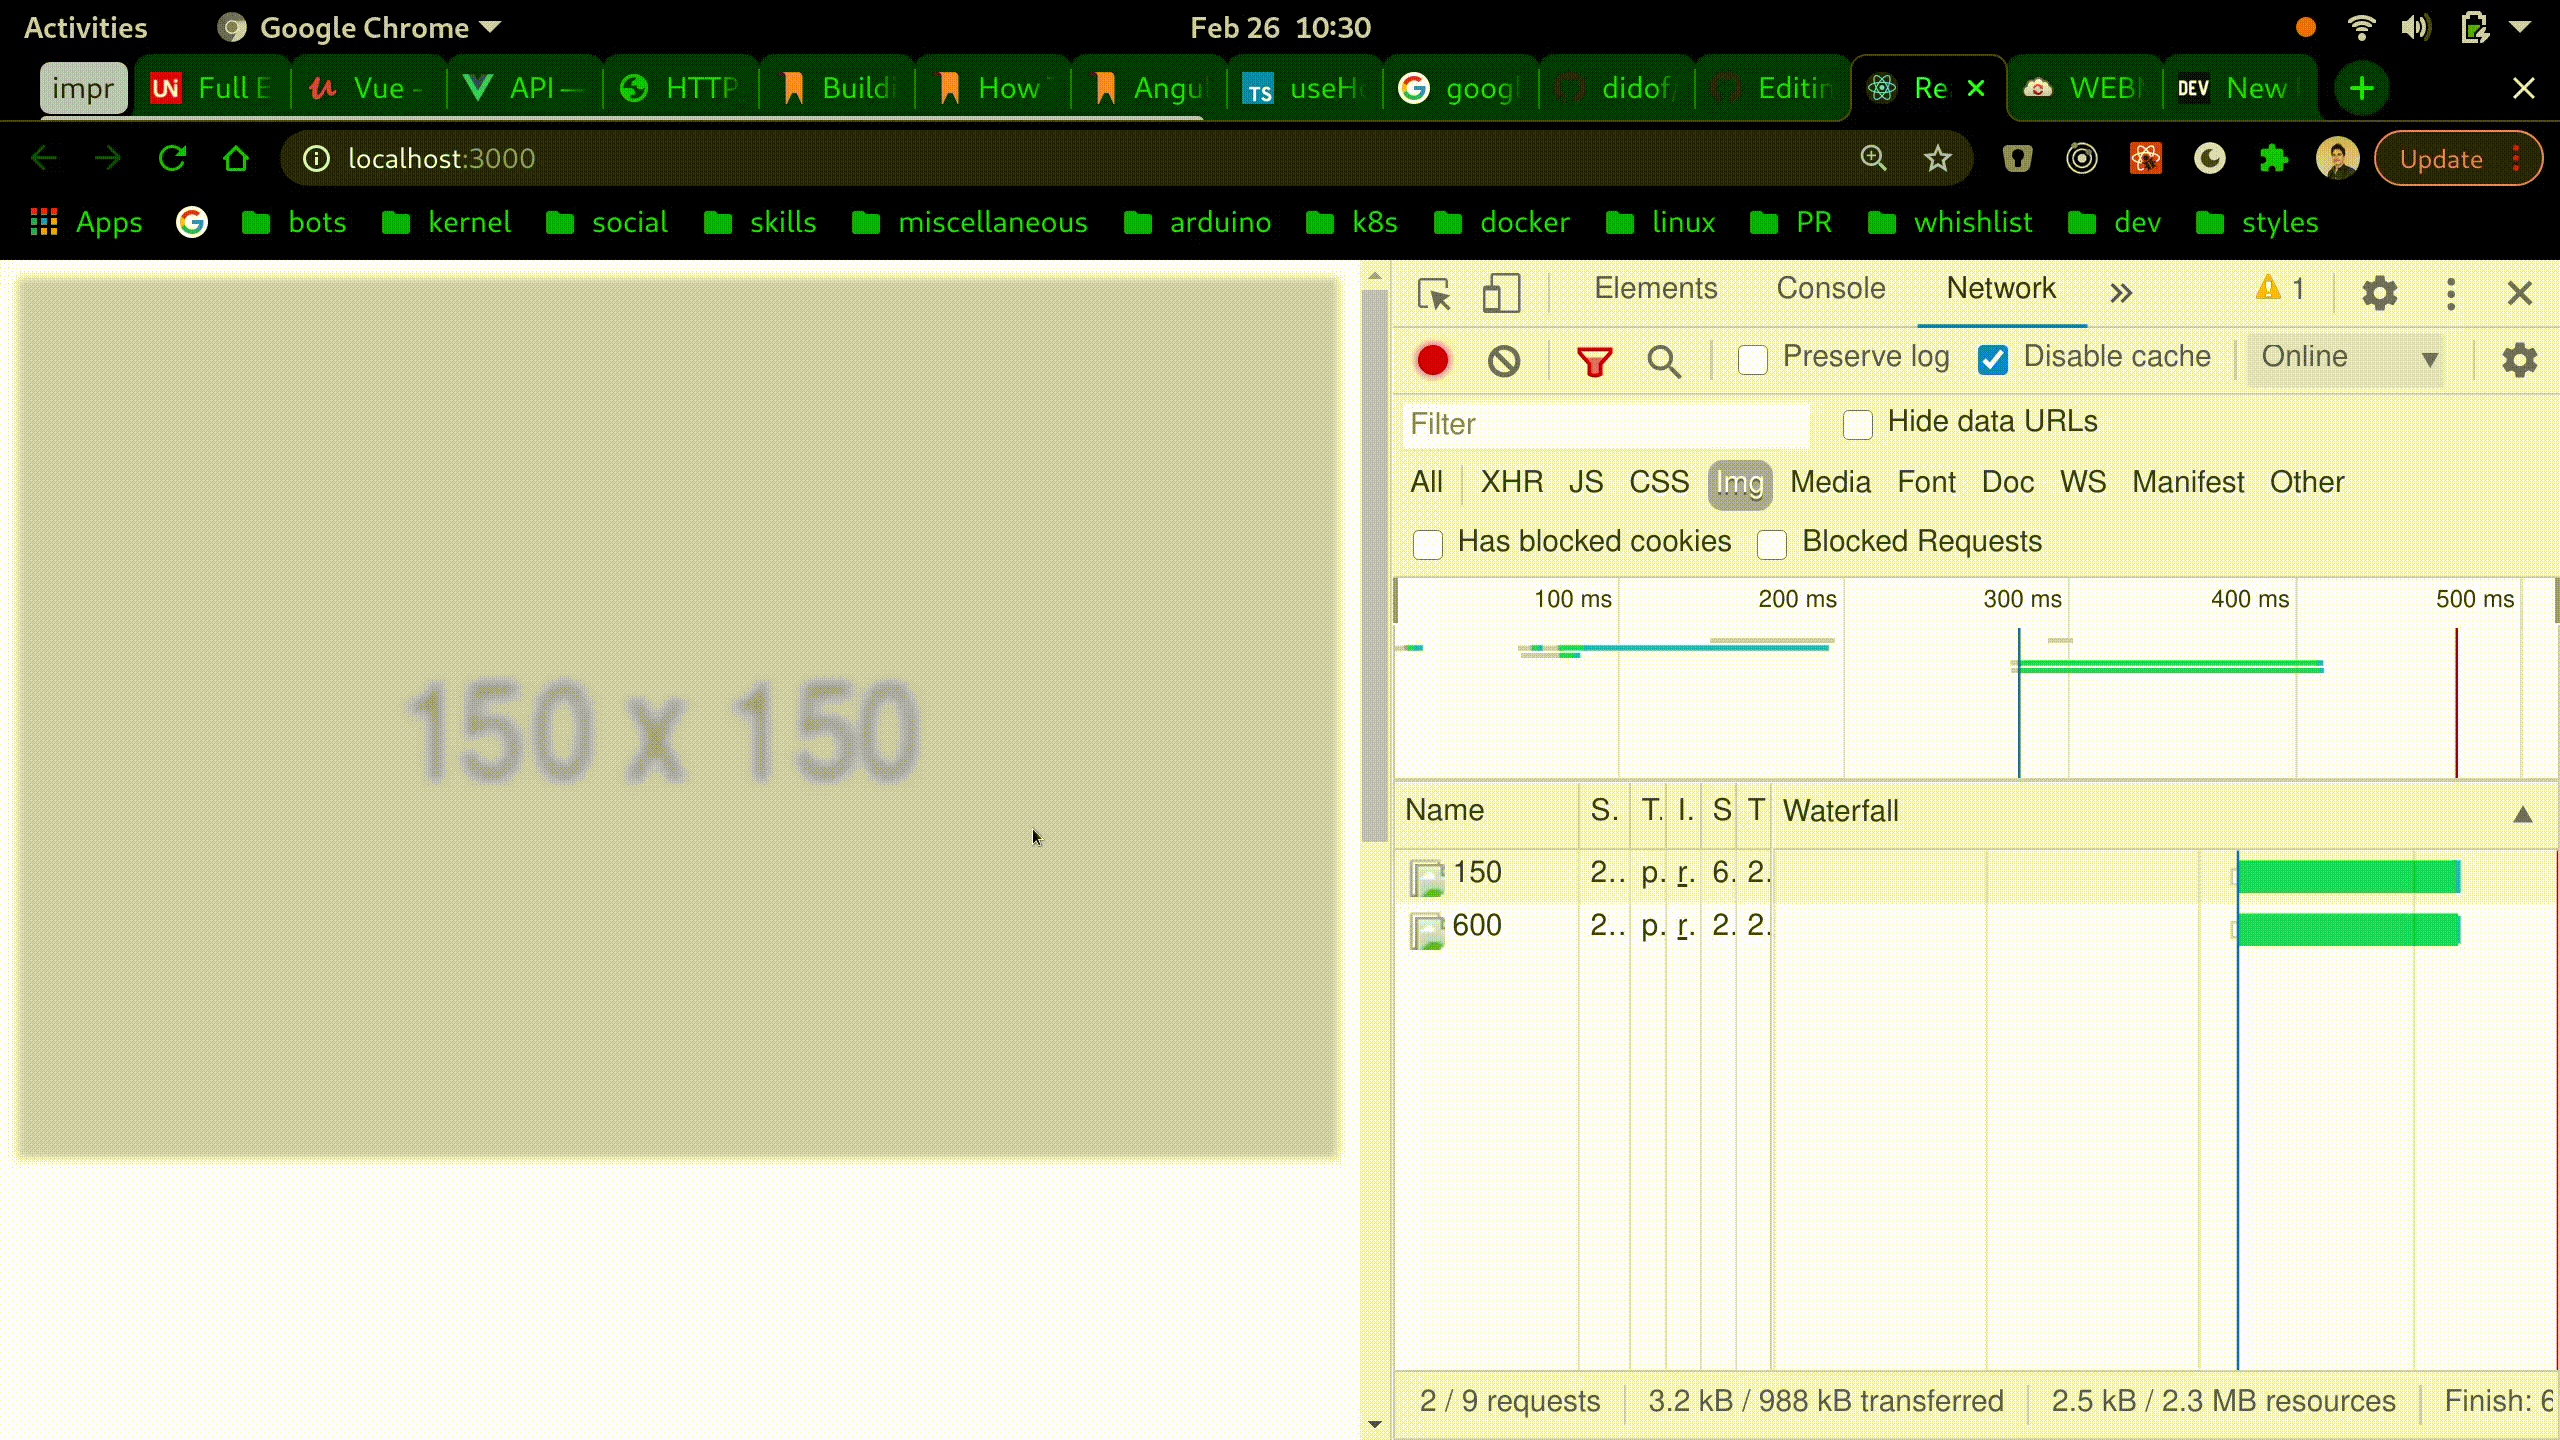 Activities Google Chrome Feb 26 10:30
impr Full E Vue - API — HTTP Buildi How Angu useH googl didof/ Editin Re WEB New
localhost:3000 Update
Apps bots kernel social skills miscellaneous arduino k8s docker linux PR whishlist dev styles
150 x 150
Elements Console Network 1
Preserve log Disable cache Online
Filter Hide data URLs
All XHR JS CSS Img Media Font Doc WS Manifest Other
Has blocked cookies Blocked Requests
100 ms 200 ms 300 ms 400 ms 500 ms
Name S. T. I. S T Waterfall
150 2... p. r. 6. 2.
600 2... p. r. 2. 2.
2 / 9 requests 3.2 kB / 988 kB transferred 2.5 kB / 2.3 MB resources Finish: 6